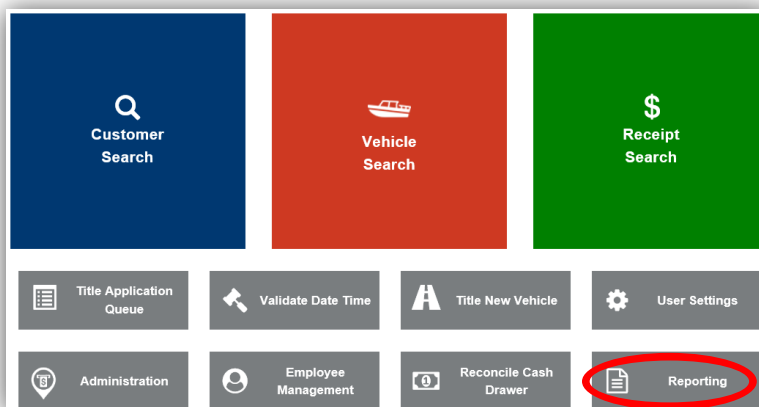 Customer
Search
Vehicle
Search
$
Receipt
Search
Title Application
Queue
Validate Date Time
Title New Vehicle
User Settings
Administration
Employee
Management
Reconcile Cash
Drawer
Reporting